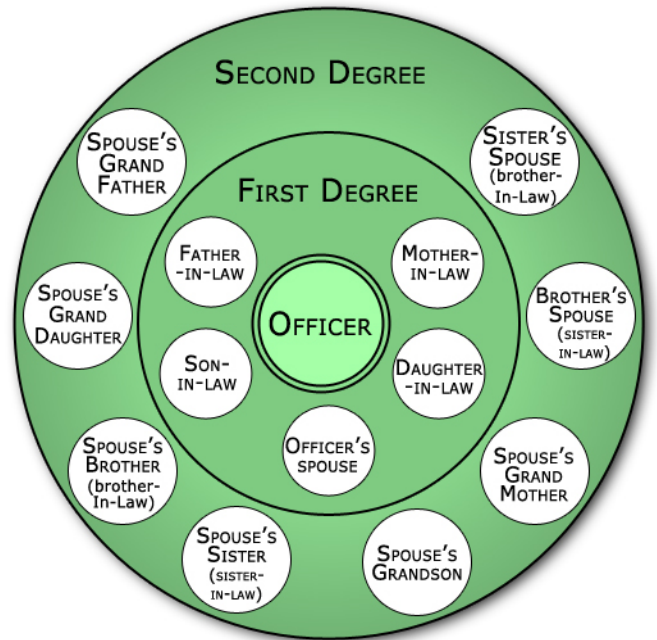 SECOND DEGREE
SPOUSE'S
GRAND
FATHER
SISTER'S
SPOUSE
(brother-
In-Law)
FIRST DEGREE
FATHER
-IN-LAW
MOTHER-
IN-LAW
SPOUSE'S
GRAND
DAUGHTER
OFFICER
BROTHER'S
SPOUSE
(SISTER-
IN-LAW)
SON-
IN-LAW
DAUGHTER
-IN-LAW
OFFICER'S
SPOUSE
SPOUSE'S
BROTHER
(brother-
In-Law)
SPOUSE'S
GRAND
MOTHER
SPOUSE'S
SISTER
(SISTER-
IN-LAW)
SPOUSE'S
GRANDSON